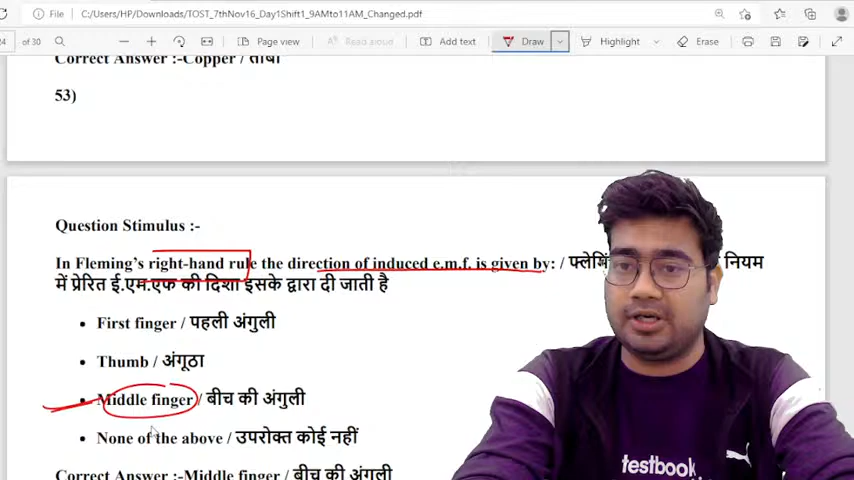 File C:/Users/HP/Downloads/TOST_7thNov16_Day1Shift1_9AMto11AM_Changed.pdf
24 of 30 Page view Add text Draw Highlight Erase
Correct Answer :-Copper / तांबा
53)
Question Stimulus :-
In Fleming's right-hand rule the direction of induced e.m.f. is given by: / नियम
में प्रेरित ई.एम.एफ की दिशा इसके द्वारा दी जाती है
First finger / पहली अंगुली
Thumb / अंगूठा
Middle finger / बीच की अंगुली
None of the above / उपरोक्त कोई नहीं
Correct Answer :-Middle finger / बीच की अंगुली
testbook